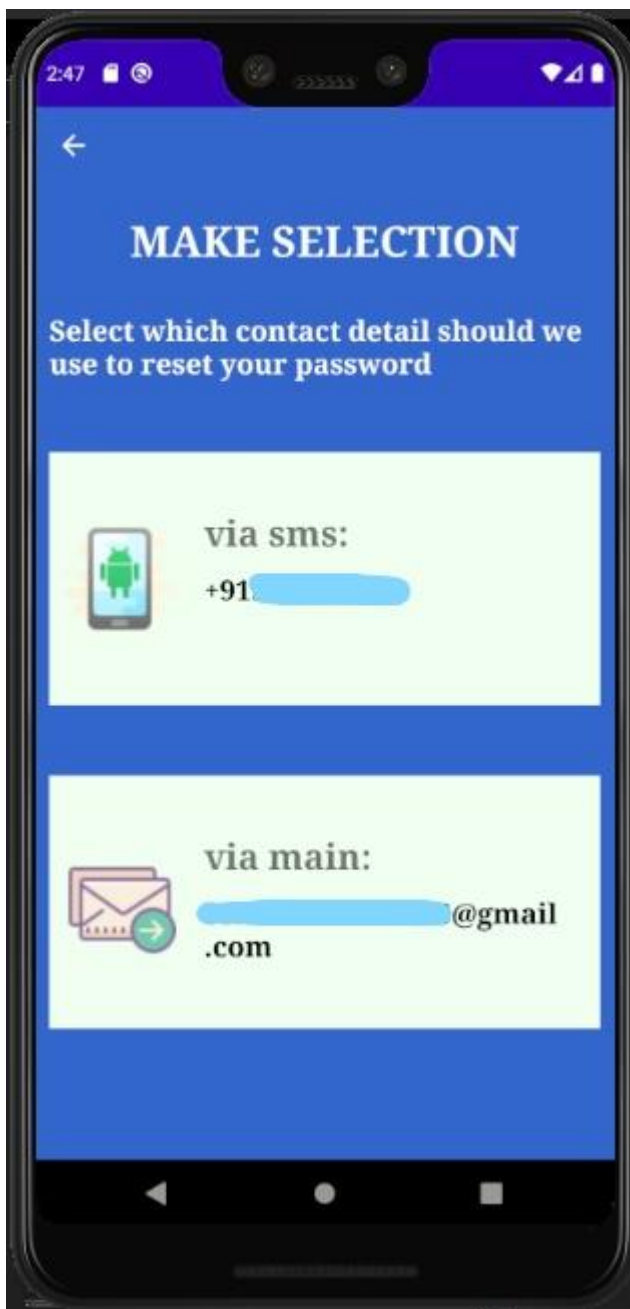 2:47
MAKE SELECTION
Select which contact detail should we
use to reset your password
via sms:
+91
via main:
@gmail
.com